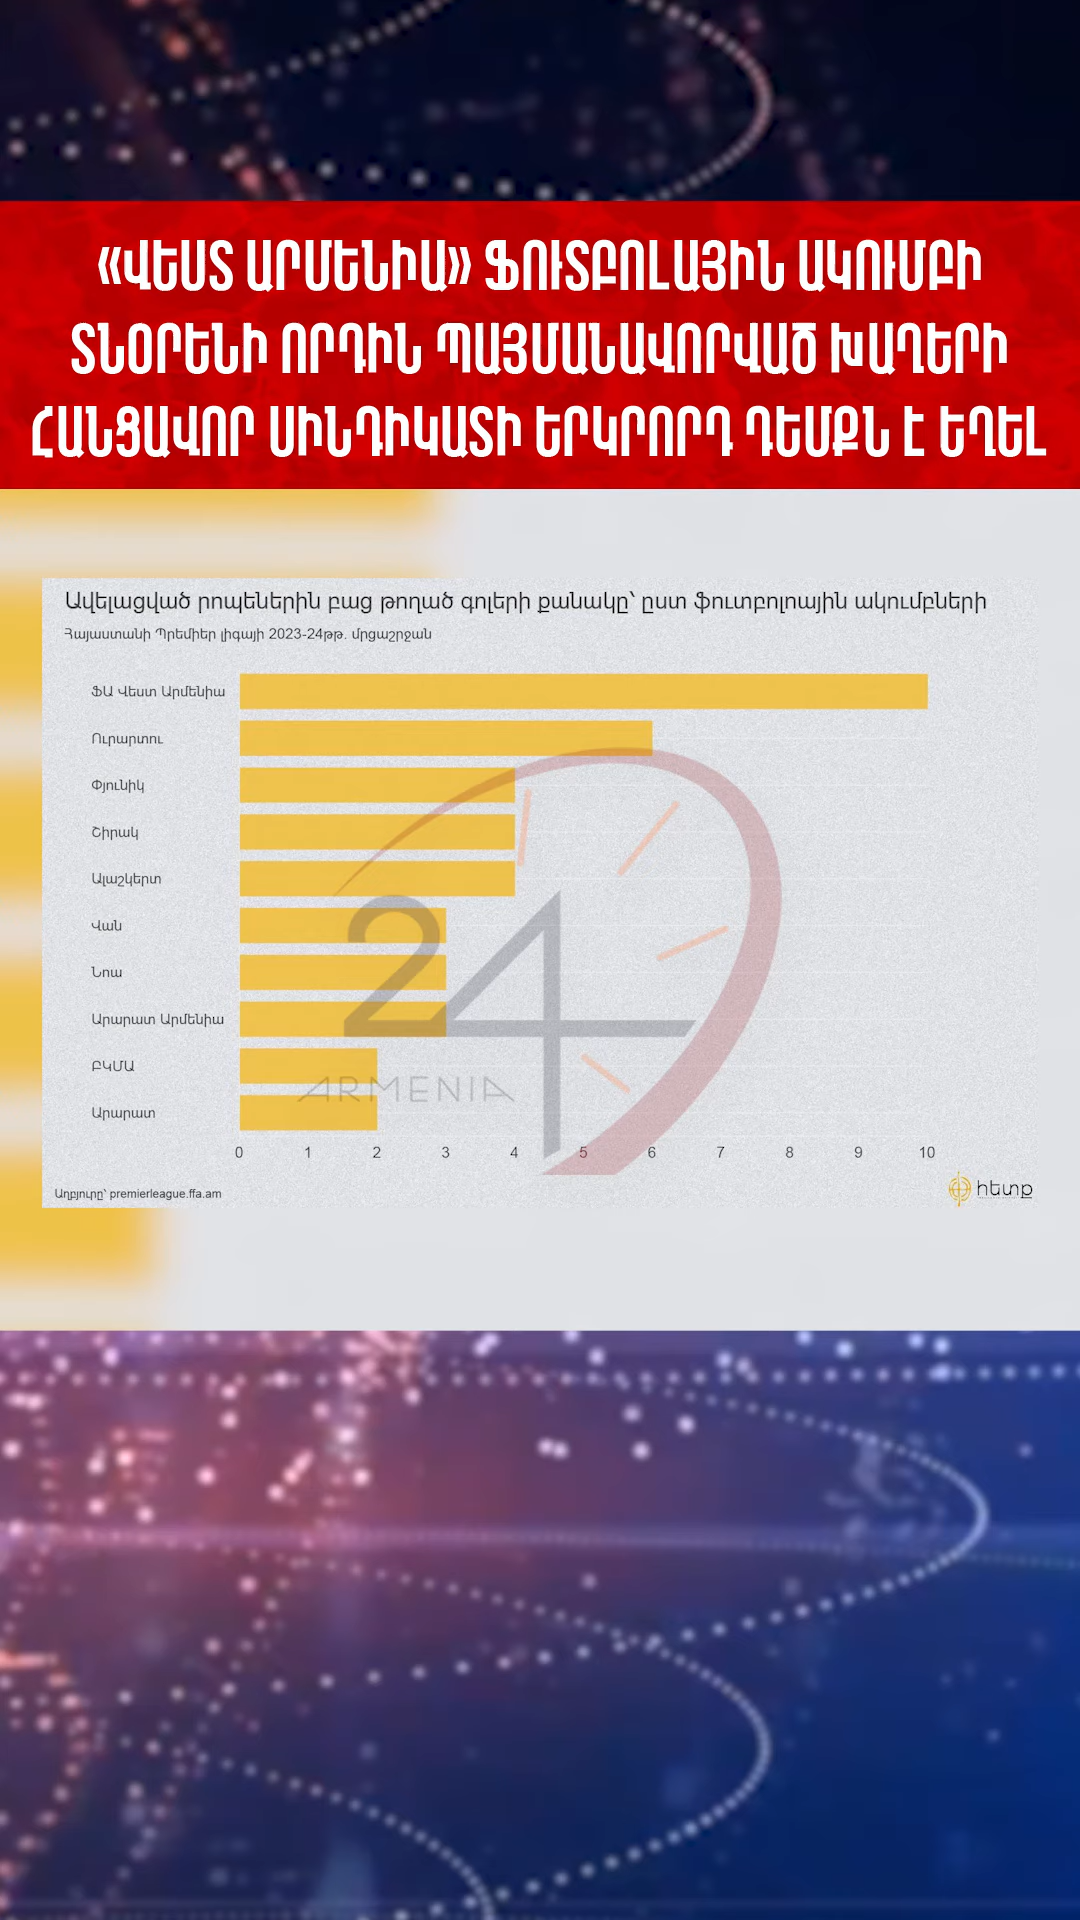 «ՎԵՍՏ ԱՐՄԵՆԻԱ» ՖՈՒՏԲՈԼԱՅԻՆ ԱԿՈՒՄԲԻ
ՏՆՕՐԵՆԻ ՈՐԴԻՆ ՊԱՅՄԱՆԱՎՈՐՎԱԾ ԽԱՂԵՐԻ
ՀԱՆՑԱՎՈՐ ՍԻՆԴԻԿԱՏԻ ԵՐԿՐՈՐԴ ԴԵՄՔՆ Է ԵՂԵԼ
Ավելացված րոպեներին բաց թողած գոլերի քանակը՝ ըստ ֆուտբոլոային ակումբների
Հայաստանի Պրեմիեր լիգայի 2023-24թթ. մրցաշրջան
ՖԱ Վեստ Արմենիա
Ուրարտու
Փյունիկ
Շիրակ
Ալաշկերտ
Վան
Նոա
Արարատ Արմենիա
ԲԿՄԱ
Արարատ
0 1 2 3 4 5 6 7 8 9 10
24
ARMENIA
Աղբյուրը՝ premierleague.ffa.am
հետք